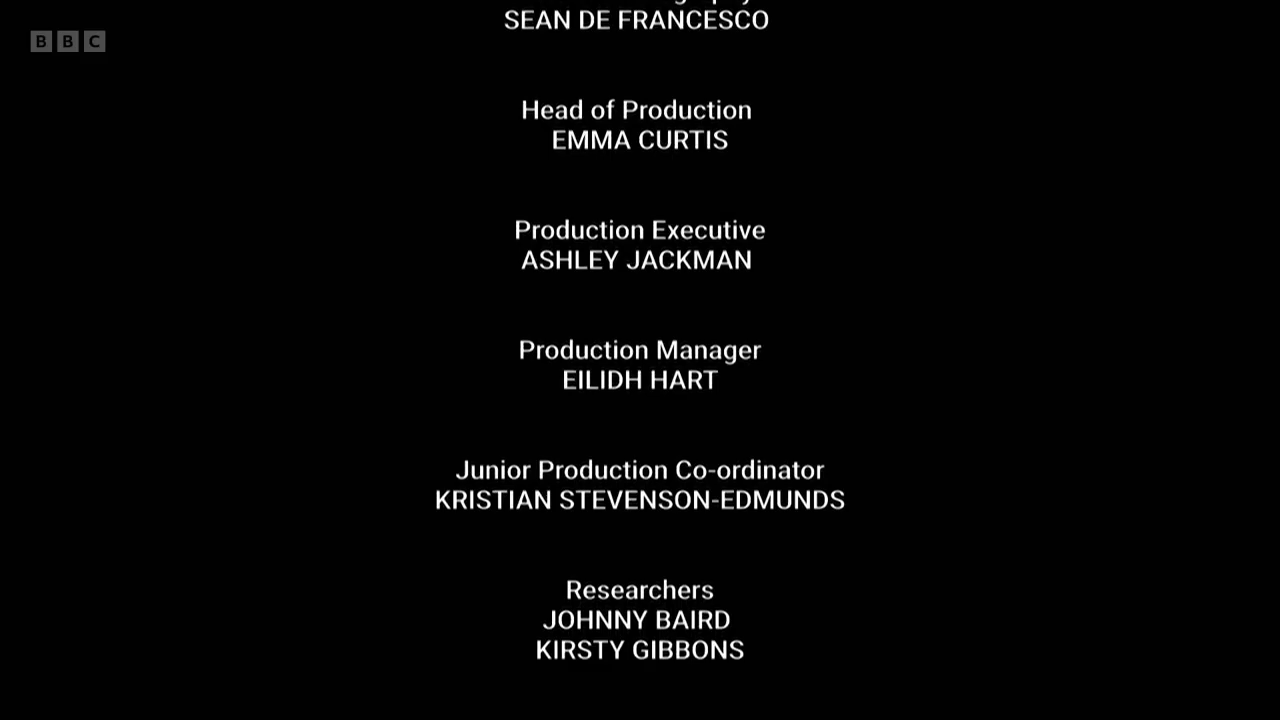 SEAN DE FRANCESCO
BBC
Head of Production
EMMA CURTIS
Production Executive
ASHLEY JACKMAN
Production Manager
EILIDH HART
Junior Production Co-ordinator
KRISTIAN STEVENSON-EDMUNDS
Researchers
JOHNNY BAIRD
KIRSTY GIBBONS